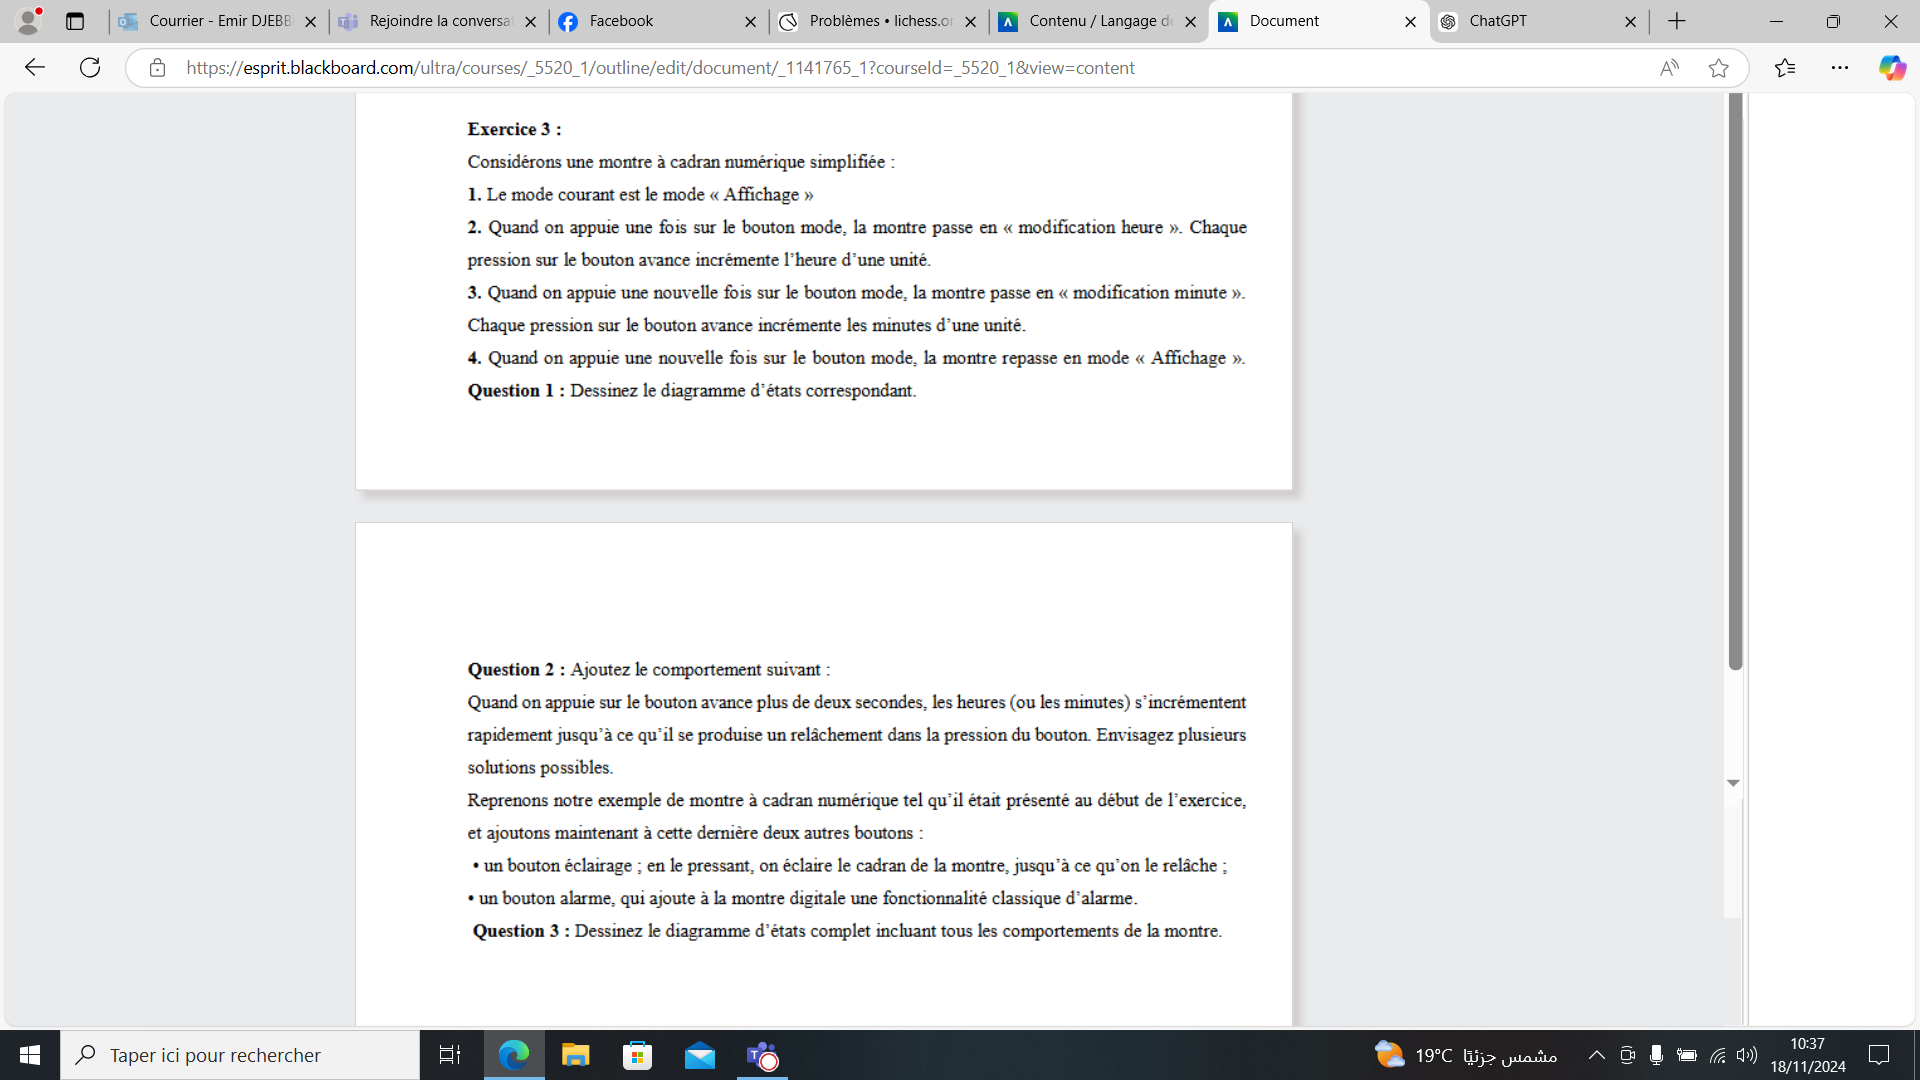 Courrier - Emir DJEBB
Rejoindre la conversat
Facebook
Problèmes • lichess.or
Contenu / Langage de
Document
ChatGPT
https://esprit.blackboard.com/ultra/courses/_5520_1/outline/edit/document/_1141765_1?courseId=_5520_1&view=content
Exercice 3 :
Considérons une montre à cadran numérique simplifiée :
1. Le mode courant est le mode « Affichage »
2. Quand on appuie une fois sur le bouton mode, la montre passe en « modification heure ». Chaque
pression sur le bouton avance incrémente l’heure d’une unité.
3. Quand on appuie une nouvelle fois sur le bouton mode, la montre passe en « modification minute ».
Chaque pression sur le bouton avance incrémente les minutes d’une unité.
4. Quand on appuie une nouvelle fois sur le bouton mode, la montre repasse en mode « Affichage ».
Question 1 : Dessinez le diagramme d’états correspondant.
Question 2 : Ajoutez le comportement suivant :
Quand on appuie sur le bouton avance plus de deux secondes, les heures (ou les minutes) s’incrémentent
rapidement jusqu’à ce qu’il se produise un relâchement dans la pression du bouton. Envisagez plusieurs
solutions possibles.
Reprenons notre exemple de montre à cadran numérique tel qu’il était présenté au début de l’exercice,
et ajoutons maintenant à cette dernière deux autres boutons :
• un bouton éclairage ; en le pressant, on éclaire le cadran de la montre, jusqu’à ce qu’on le relâche ;
• un bouton alarme, qui ajoute à la montre digitale une fonctionnalité classique d’alarme.
Question 3 : Dessinez le diagramme d’états complet incluant tous les comportements de la montre.
Taper ici pour rechercher
19°C مشمس جزئيًا
10:37
18/11/2024